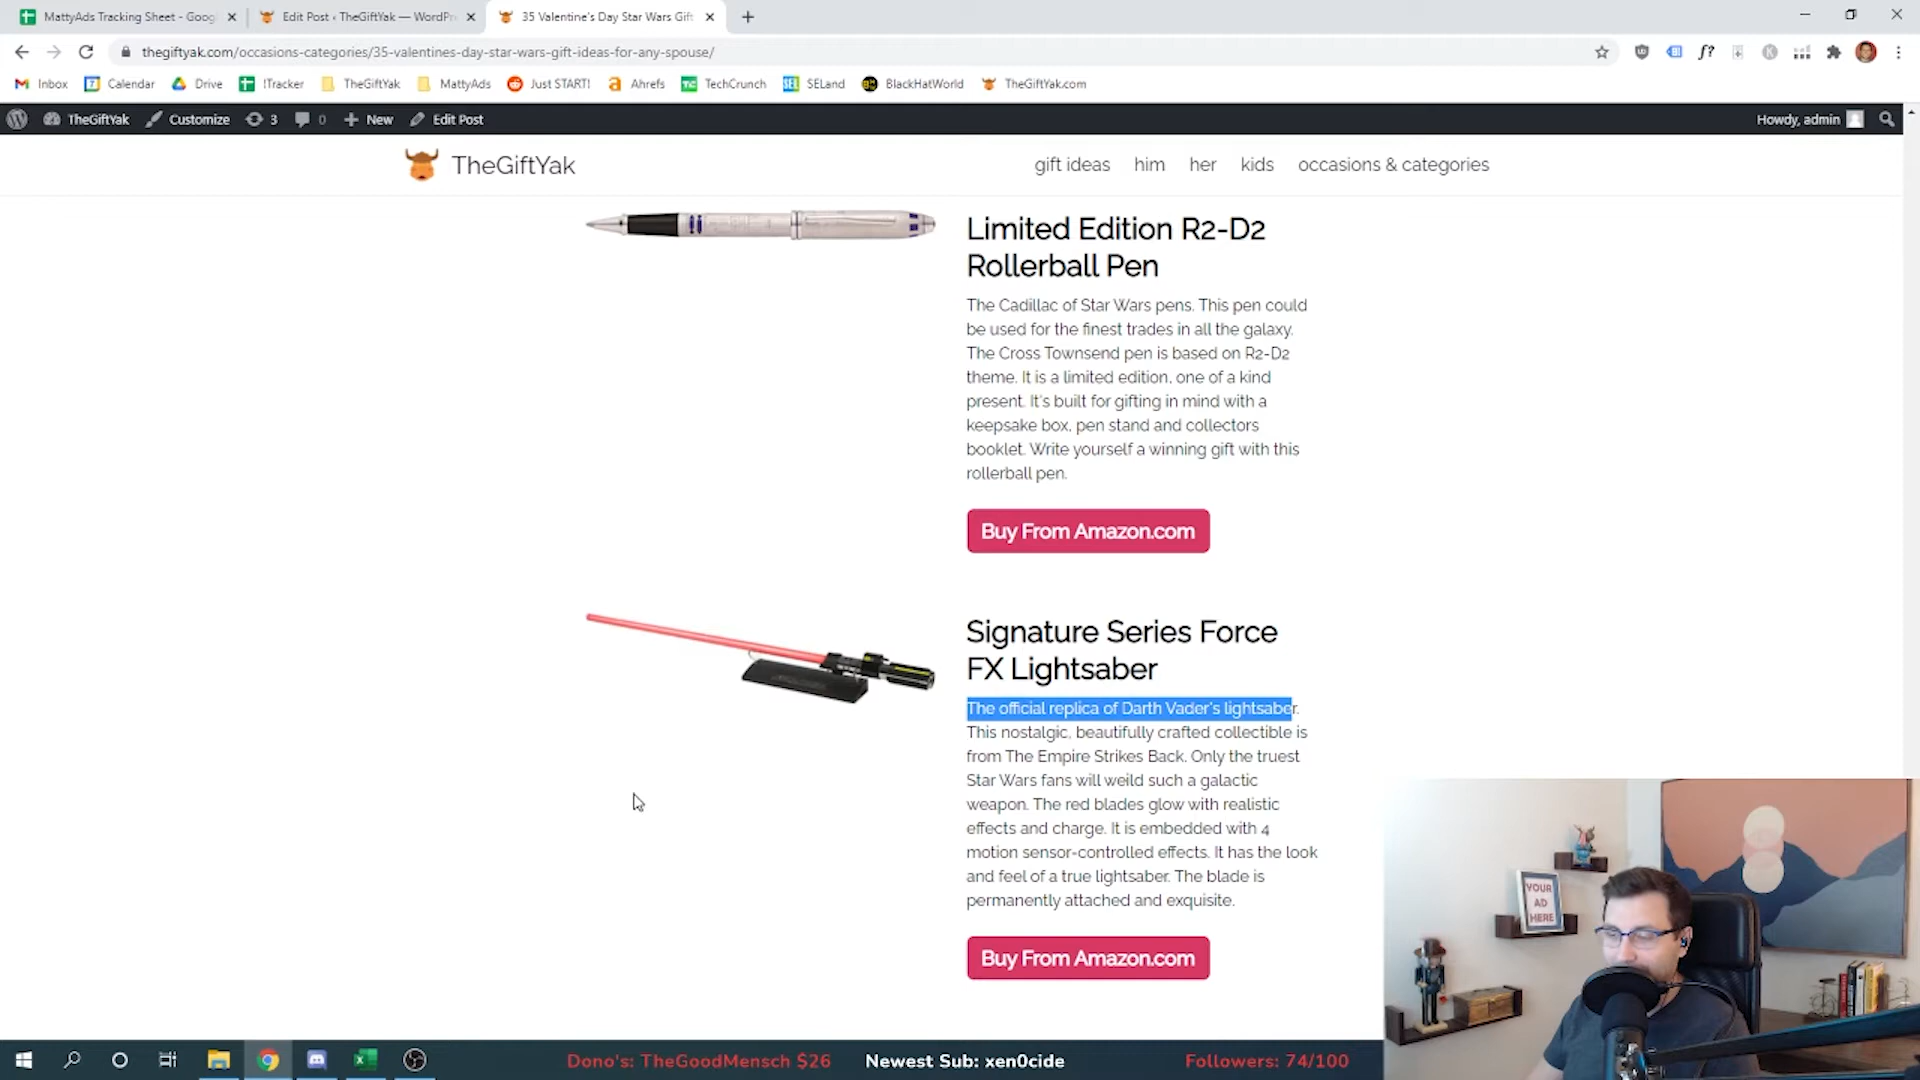 MattyAds Tracking Sheet - Goog
Edit Post ‹ TheGiftYak — WordPr
35 Valentine's Day Star Wars Gift
thegiftyak.com/occasions-categories/35-valentines-day-star-wars-gift-ideas-for-any-spouse/
Inbox
Calendar
Drive
!Tracker
TheGiftYak
MattyAds
Just START!
Ahrefs
TechCrunch
SELand
BlackHatWorld
TheGiftYak.com
TheGiftYak
Customize
3
0
New
Edit Post
Howdy, admin
TheGiftYak
gift ideas
him
her
kids
occasions & categories
Limited Edition R2-D2
Rollerball Pen
The Cadillac of Star Wars pens. This pen could
be used for the finest trades in all the galaxy.
The Cross Townsend pen is based on R2-D2
theme. It is a limited edition, one of a kind
present. It's built for gifting in mind with a
keepsake box, pen stand and collectors
booklet. Write yourself a winning gift with this
rollerball pen.
Buy From Amazon.com
Signature Series Force
FX Lightsaber
The official replica of Darth Vader's lightsaber.
This nostalgic, beautifully crafted collectible is
from The Empire Strikes Back. Only the truest
Star Wars fans will weild such a galactic
weapon. The red blades glow with realistic
effects and charge. It is embedded with 4
motion sensor-controlled effects. It has the look
and feel of a true lightsaber. The blade is
permanently attached and exquisite.
Buy From Amazon.com
YOUR
AD
HERE
Dono's: TheGoodMensch $26
Newest Sub: xen0cide
Followers: 74/100